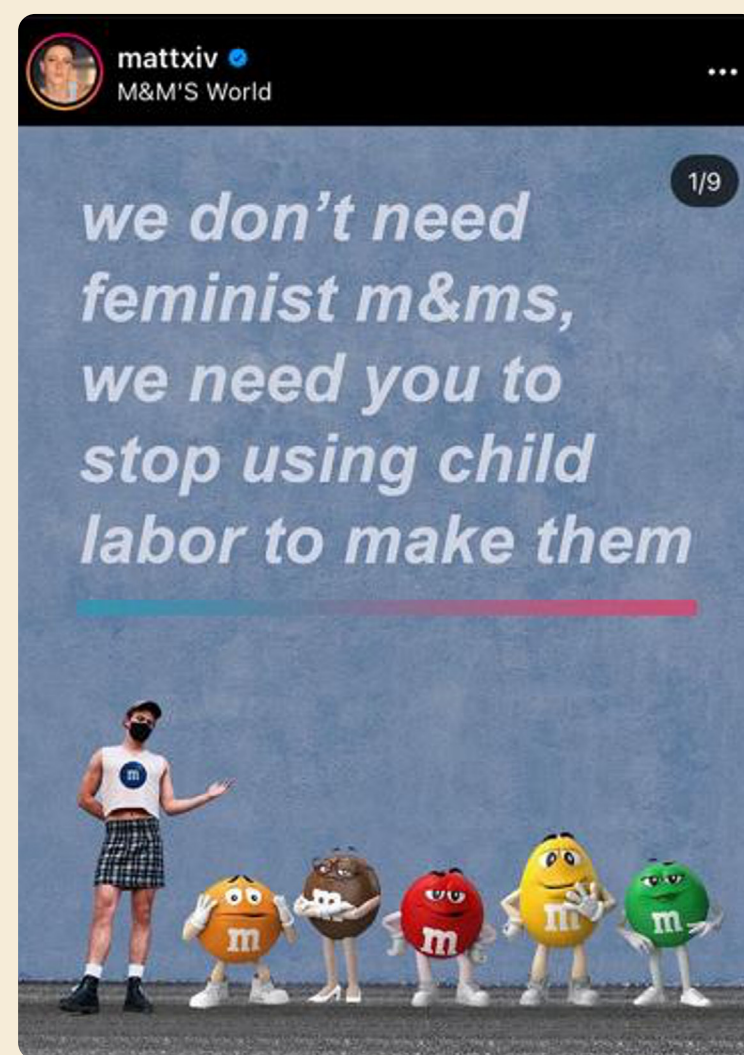 mattxiv
M&M'S World
1/9
we don’t need
feminist m&ms,
we need you to
stop using child
labor to make them
m
m
m
m
m
m